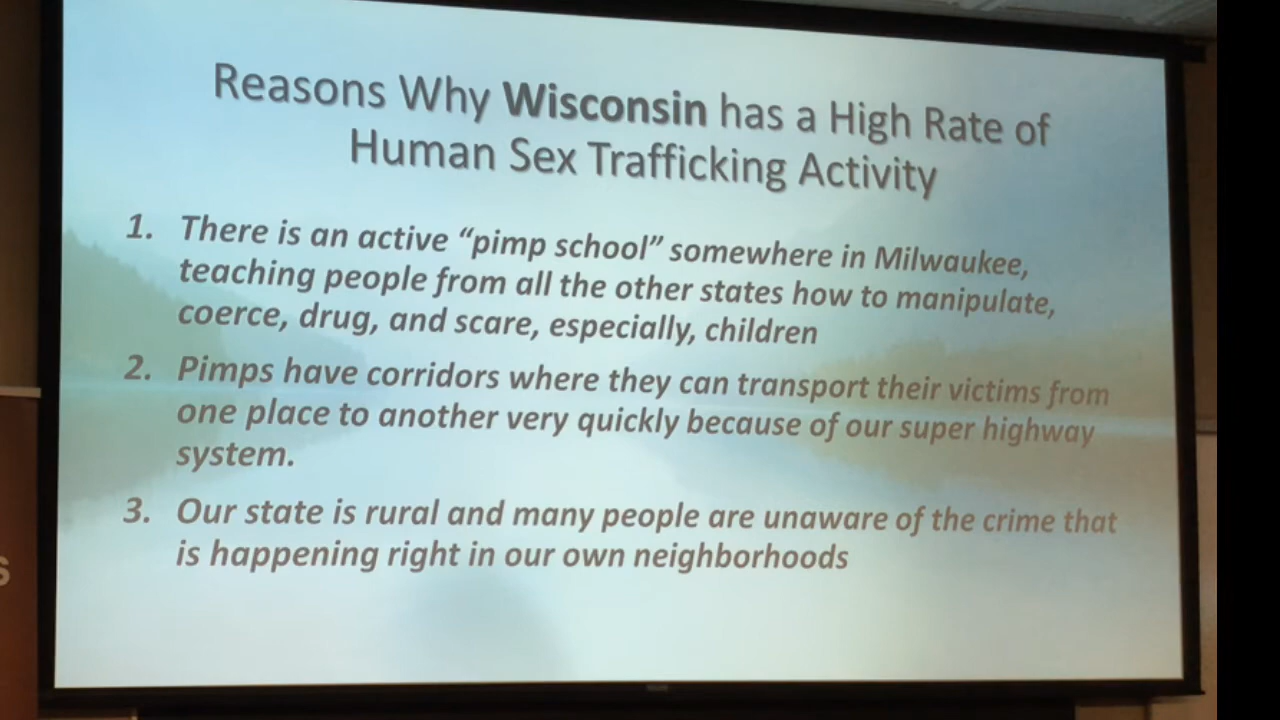 Reasons Why Wisconsin has a High Rate of
Human Sex Trafficking Activity
1. There is an active “pimp school” somewhere in Milwaukee,
teaching people from all the other states how to manipulate,
coerce, drug, and scare, especially, children
2. Pimps have corridors where they can transport their victims from
one place to another very quickly because of our super highway
system.
3. Our state is rural and many people are unaware of the crime that
is happening right in our own neighborhoods
s